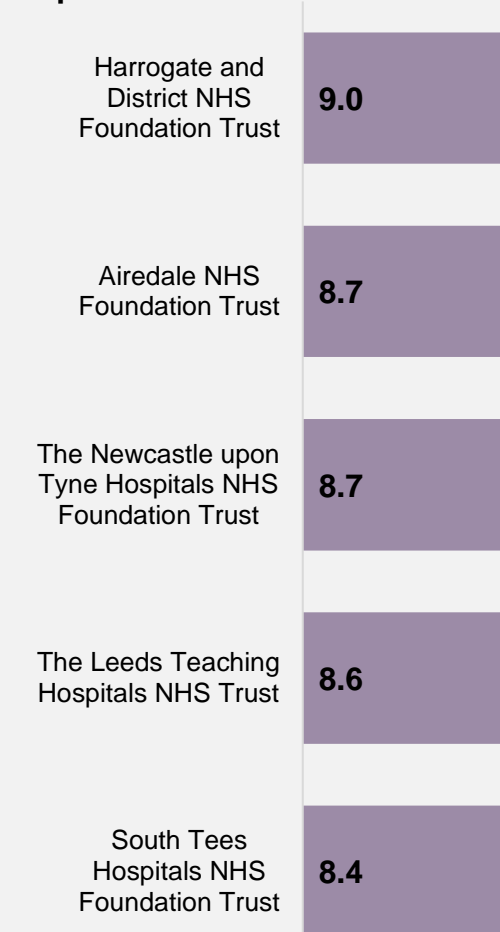 Harrogate and
District NHS
Foundation Trust
9.0
Airedale NHS
Foundation Trust
8.7
The Newcastle upon
Tyne Hospitals NHS
Foundation Trust
8.7
The Leeds Teaching
Hospitals NHS Trust
8.6
South Tees
Hospitals NHS
Foundation Trust
8.4